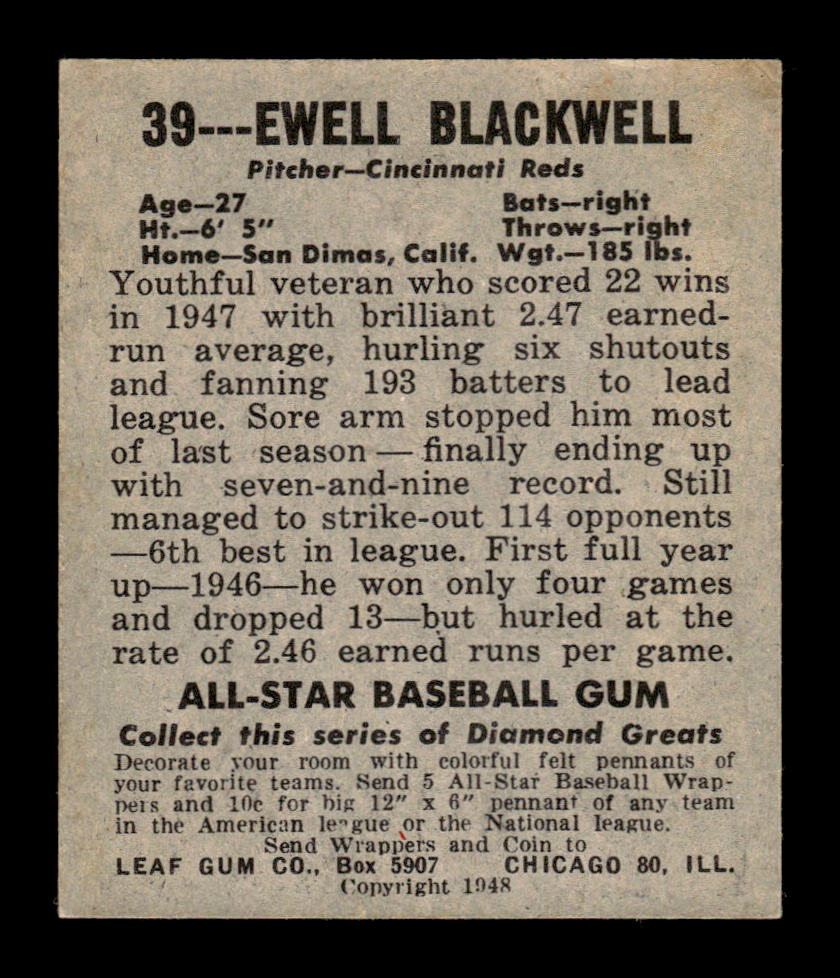 39---EWELL BLACKWELL
Pitcher—Cincinnati Reds
Age—27 Bats—right
Ht.—6' 5" Throws—right
Home—San Dimas, Calif. Wgt.—185 lbs.
Youthful veteran who scored 22 wins
in 1947 with brilliant 2.47 earned-
run average, hurling six shutouts
and fanning 193 batters to lead
league. Sore arm stopped him most
of last season — finally ending up
with seven-and-nine record. Still
managed to strike-out 114 opponents
—6th best in league. First full year
up—1946—he won only four games
and dropped 13—but hurled at the
rate of 2.46 earned runs per game.
ALL-STAR BASEBALL GUM
Collect this series of Diamond Greats
Decorate your room with colorful felt pennants of
your favorite teams. Send 5 All-Star Baseball Wrap-
pers and 10c for big 12" x 6" pennant of any team
in the American league or the National league.
Send Wrappers and Coin to
LEAF GUM CO., Box 5907 CHICAGO 80, ILL.
Copyright 1948